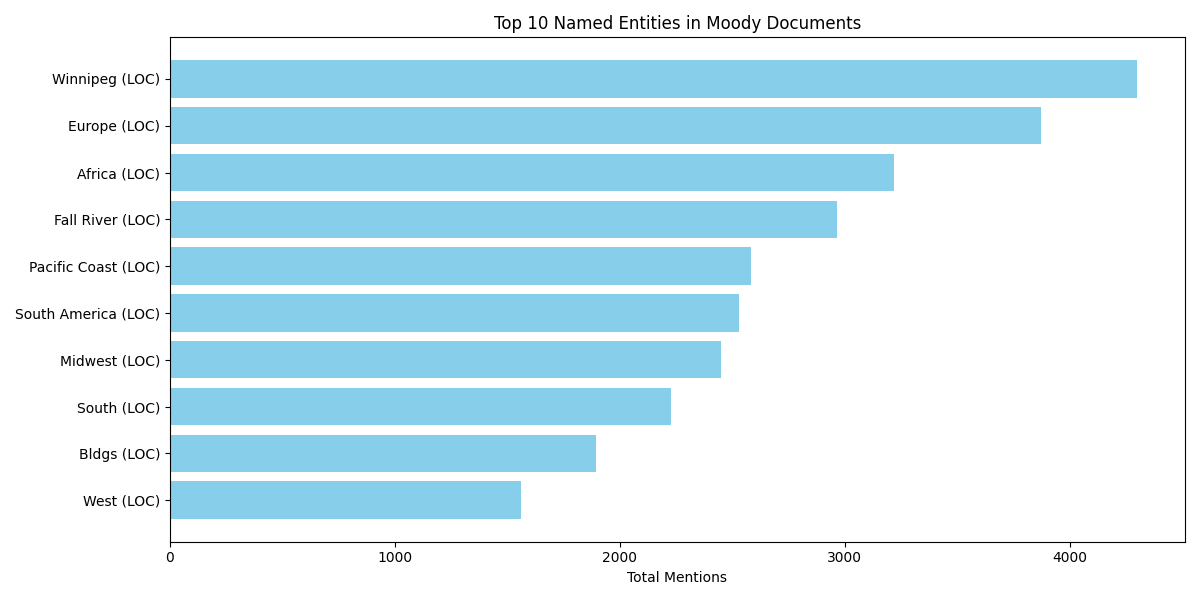 Top 10 Named Entities in Moody Documents
Winnipeg (LOC)
Europe (LOC)
Africa (LOC)
Fall River (LOC)
Pacific Coast (LOC)
South America (LOC)
Midwest (LOC)
South (LOC)
Bldgs (LOC)
West (LOC)
0 1000 2000 3000 4000
Total Mentions